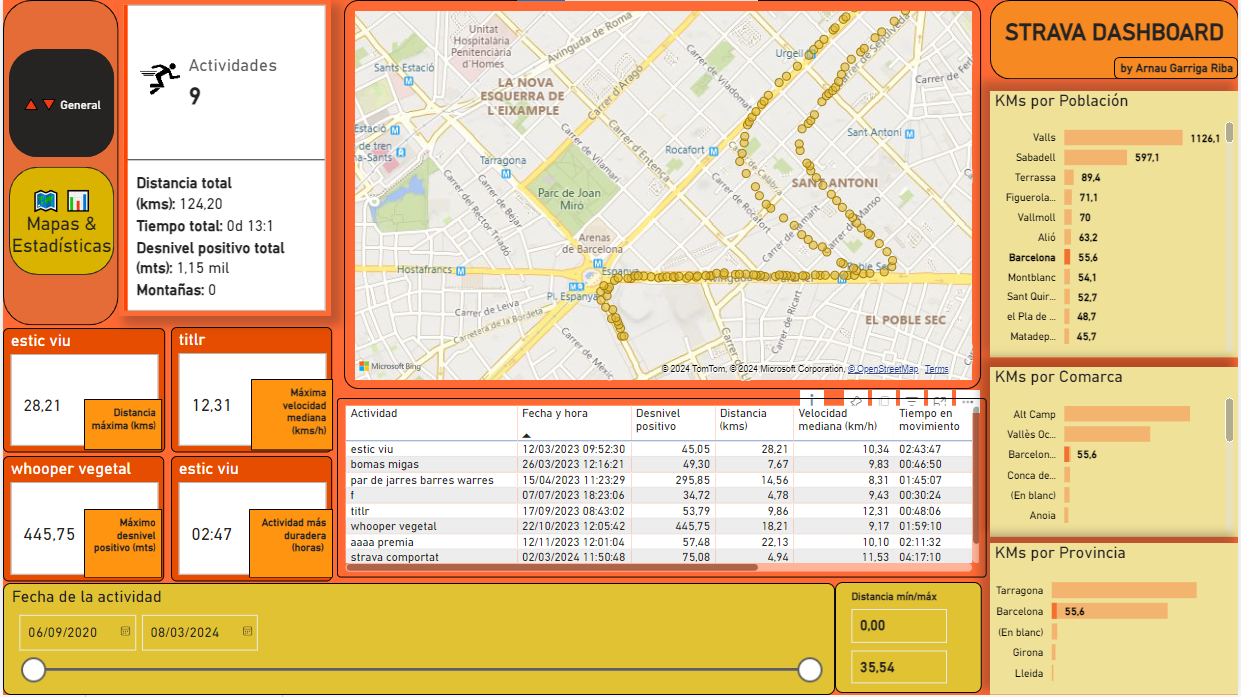 General
Mapas &
Estadísticas
Actividades
9
Distancia total
(kms): 124,20
Tiempo total: 0d 13:1
Desnivel positivo total
(mts): 1,15 mil
Montañas: 0
estic viu
28,21
Distancia
máxima (kms)
titlr
12,31
Máxima
velocidad
mediana
(kms/h)
whooper vegetal
445,75
Máximo
desnivel
positivo (mts)
estic viu
02:47
Actividad más
duradera
(horas)
Unitat
Hospitalària
Penitenciària
d'Homes
Avinguda de Roma
Urgell
Carrer de Sepúlveda
Sants Estació
LA NOVA
ESQUERRA DE
L'EIXAMPLE
Carrer d'Aragó
Carrer de Viladomat
Carrer de
Estació
de tren
na-Sants
Sant Antoni
Rocafort
Tarragona
Carrer de Vilamarí
Carrer d'Entença
Carrer de Calàbria
SANT ANTONI
Parc de Joan
Miró
Carrer del Rector Triadó
Carrer de Béjar
Carrer de Manso
Arenas
de Barcelona
Hostafrancs
Espanya
Poble Sec
Pl. Espanya
Carrer de Leiva
Carretera de la Bordeta
Carrer de Ricart
EL POBLE SEC
Carrer de Mèxic
Microsoft Bing
© 2024 TomTom, © 2024 Microsoft Corporation, © OpenStreetMap Terms
Actividad Fecha y hora Desnivel positivo Distancia (kms) Velocidad mediana (km/h) Tiempo en movimiento
estic viu 12/03/2023 09:52:30 45,05 28,21 10,34 02:43:47
bomas migas 26/03/2023 12:16:21 49,30 7,67 9,83 00:46:50
par de jarres barres warres 15/04/2023 11:23:29 295,85 14,56 8,31 01:45:07
f 07/07/2023 18:23:06 34,72 4,78 9,43 00:30:24
titlr 17/09/2023 08:43:02 53,79 9,86 12,31 00:48:06
whooper vegetal 22/10/2023 12:05:42 445,75 18,21 9,17 01:59:10
aaaa premia 12/11/2023 12:01:04 57,48 22,13 10,10 02:11:32
strava comportat 02/03/2024 11:50:48 75,08 4,94 11,53 04:17:10
Fecha de la actividad
06/09/2020
08/03/2024
Distancia mín/máx
0,00
35,54
STRAVA DASHBOARD
by Arnau Garriga Riba
KMs por Población
Valls 1126,1
Sabadell 597,1
Terrassa 89,4
Figuerola... 71,1
Vallmoll 70
Alió 63,2
Barcelona 55,6
Montblanc 54,1
Sant Quir... 52,7
el Pla de ... 48,7
Matadep... 45,7
KMs por Comarca
Alt Camp
Vallès Oc...
Barcelon... 55,6
Conca de...
(En blanc)
Anoia
KMs por Provincia
Tarragona
Barcelona 55,6
(En blanc)
Girona
Lleida